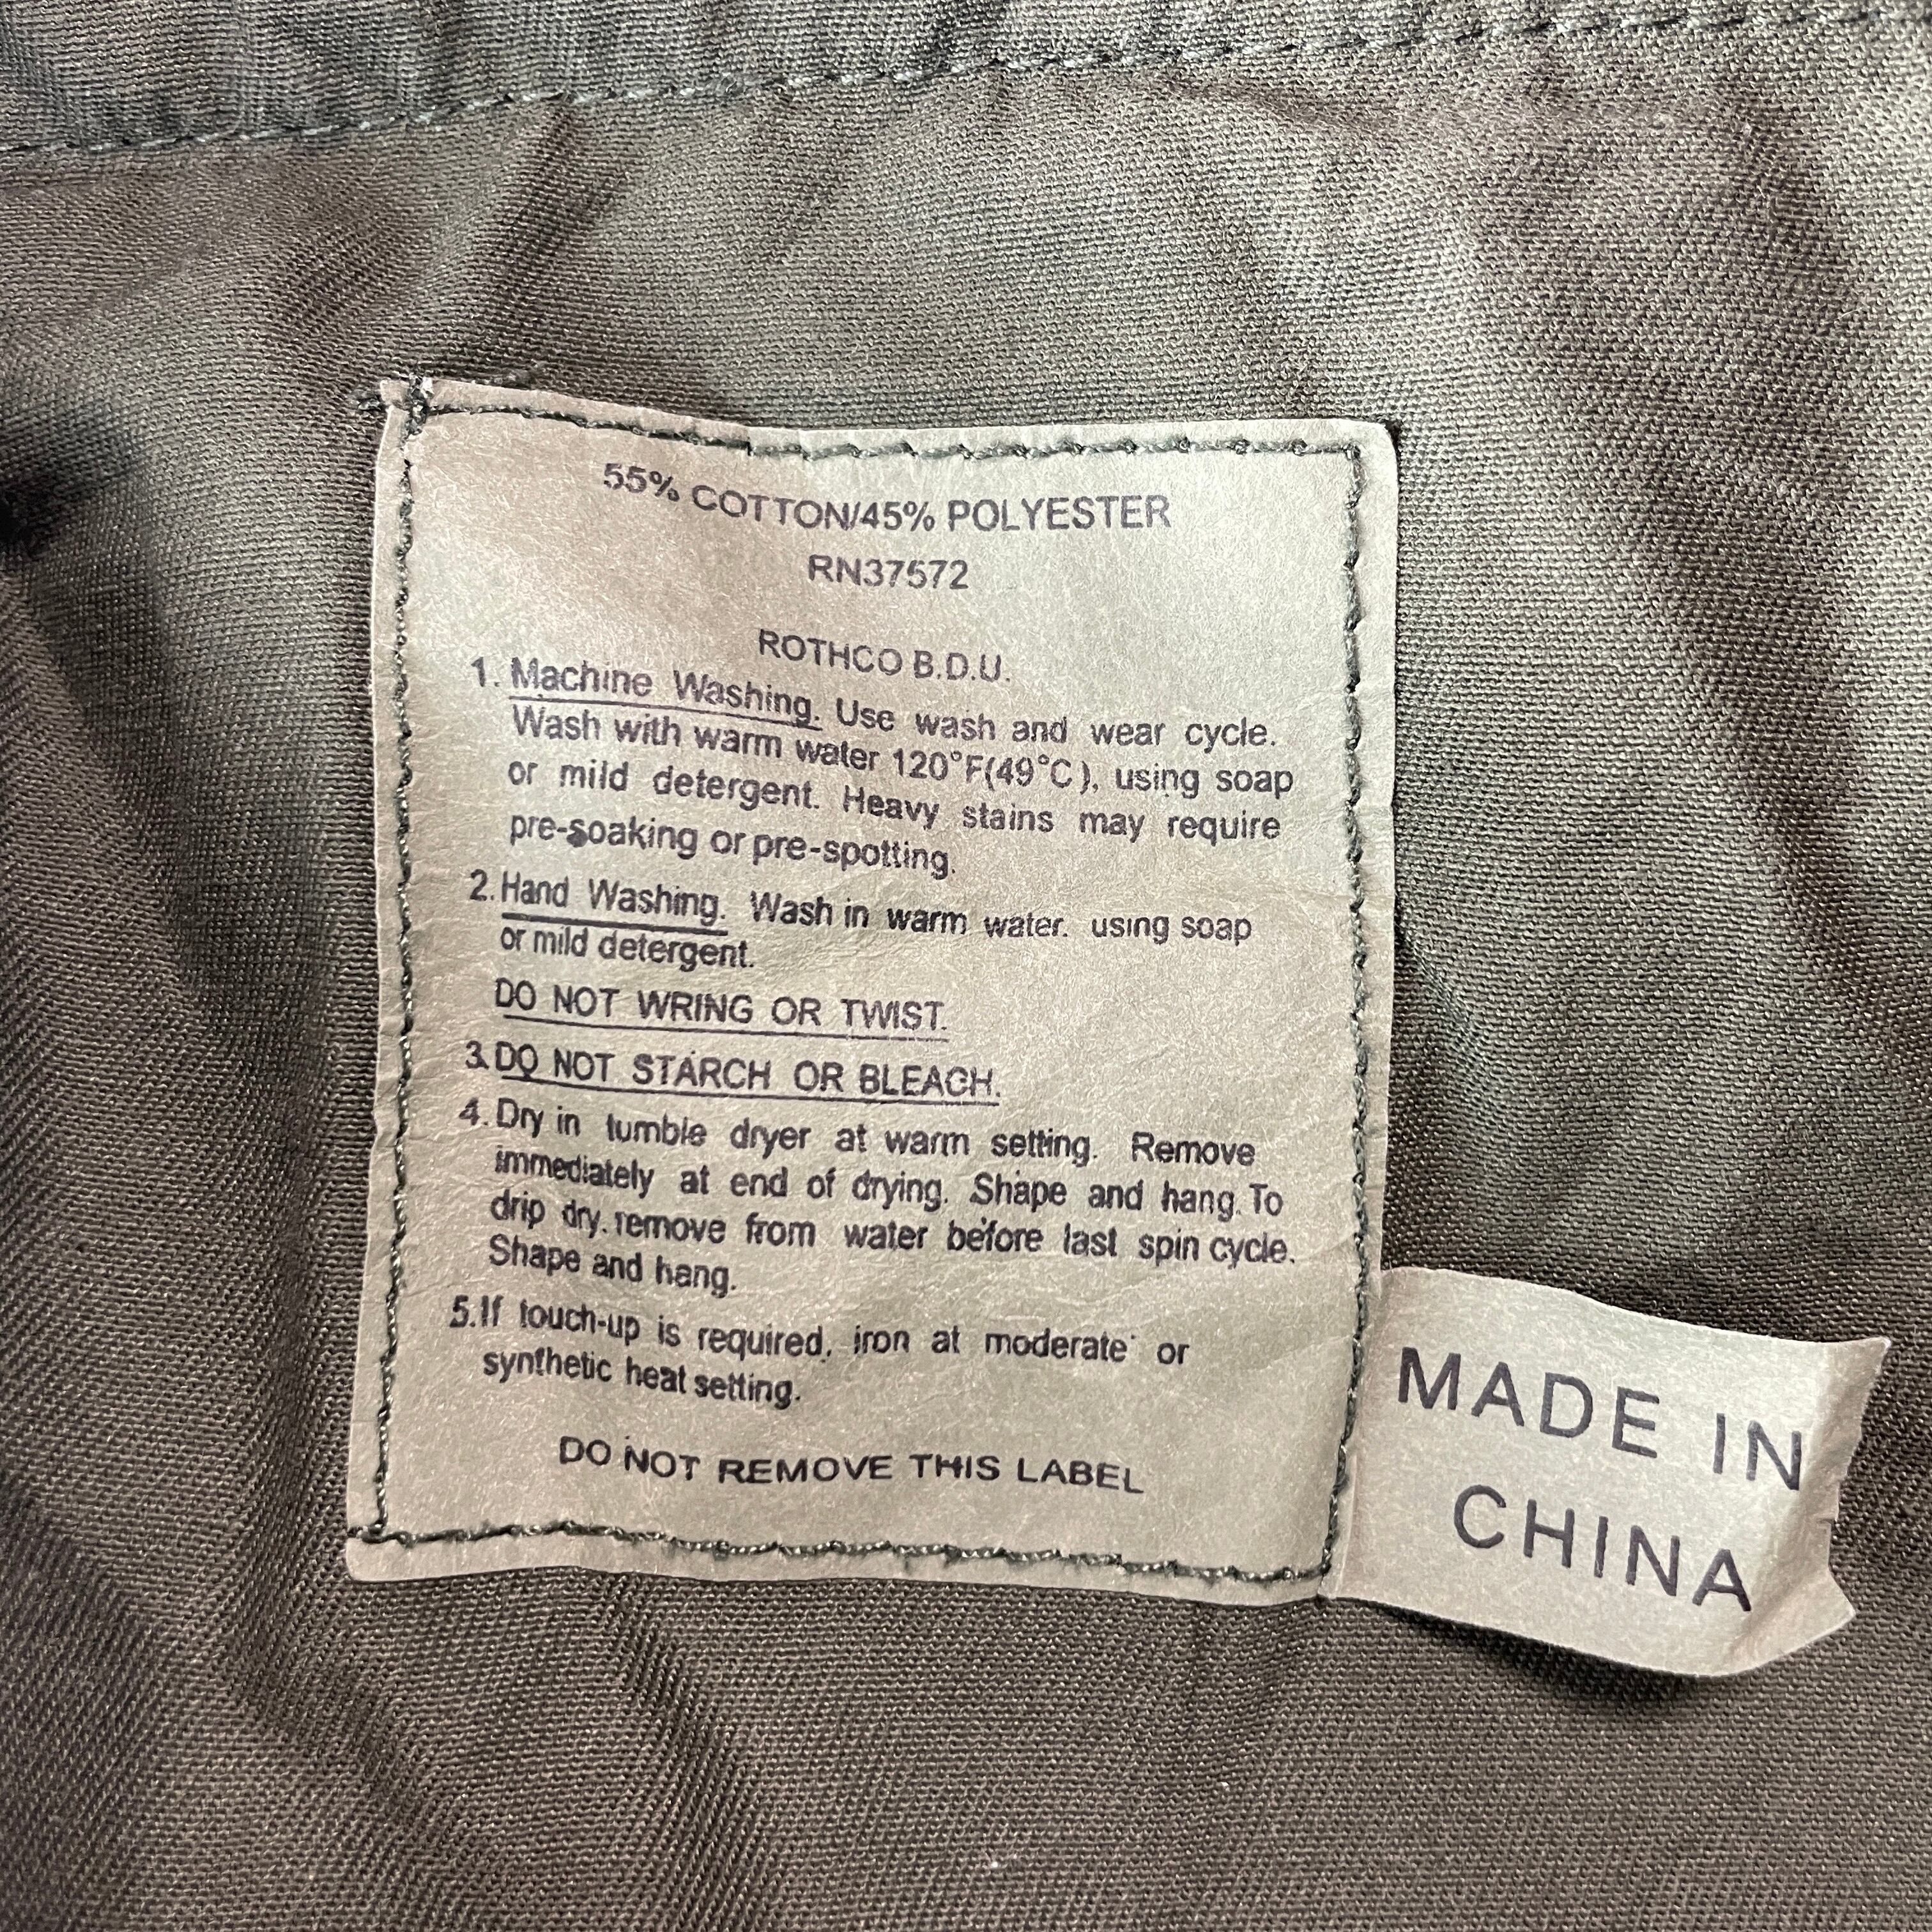 55% COTTON/45% POLYESTER
RN37572
ROTHCO B.D.U.
1. Machine Washing. Use wash and wear cycle.
Wash with warm water 120°F(49°C), using soap
or mild detergent. Heavy stains may require
pre-soaking or pre-spotting.
2. Hand Washing. Wash in warm water. using soap
or mild detergent.
DO NOT WRING OR TWIST.
3. DO NOT STARCH OR BLEACH.
4. Dry in tumble dryer at warm setting. Remove
immediately at end of drying. Shape and hang. To
drip dry. remove from water before last spin cycle.
Shape and hang.
5. If touch-up is required, iron at moderate or
synthetic heat setting.
DO NOT REMOVE THIS LABEL
MADE IN
CHINA